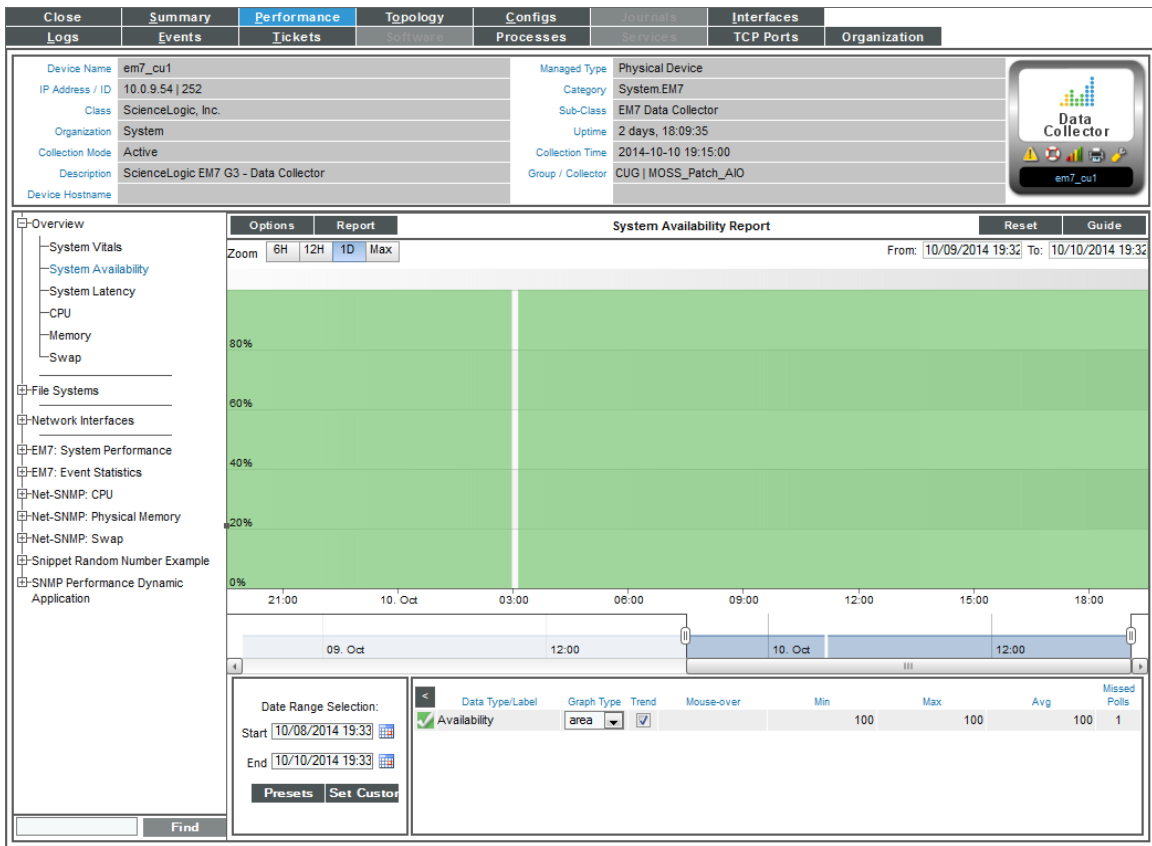 Close Summary Performance Topology Configs Journals Interfaces
Logs Events Tickets Software Processes Services TCP Ports Organization
Device Name em7_cu1 Managed Type Physical Device
IP Address / ID 10.0.9.54 | 252 Category System.EM7
Class ScienceLogic, Inc. Sub-Class EM7 Data Collector
Organization System Uptime 2 days, 18:09:35
Collection Mode Active Collection Time 2014-10-10 19:15:00
Description ScienceLogic EM7 G3 - Data Collector Group / Collector CUG | MOSS_Patch_AIO
Device Hostname
Data
Collector
em7_cu1
Overview
System Vitals
System Availability
System Latency
CPU
Memory
Swap
File Systems
Network Interfaces
EM7: System Performance
EM7: Event Statistics
Net-SNMP: CPU
Net-SNMP: Physical Memory
Net-SNMP: Swap
Snippet Random Number Example
SNMP Performance Dynamic
Application
Find
Options Report System Availability Report Reset Guide
Zoom 6H 12H 1D Max From: 10/09/2014 19:32 To: 10/10/2014 19:32
80%
60%
40%
20%
0%
21:00 10. Oct 03:00 06:00 09:00 12:00 15:00 18:00
09. Oct 12:00 10. Oct 12:00
Date Range Selection:
Start 10/08/2014 19:33
End 10/10/2014 19:33
Presets Set Custor
< Data Type/Label Graph Type Trend Mouse-over Min Max Avg Missed Polls
Availability area 100 100 100 1